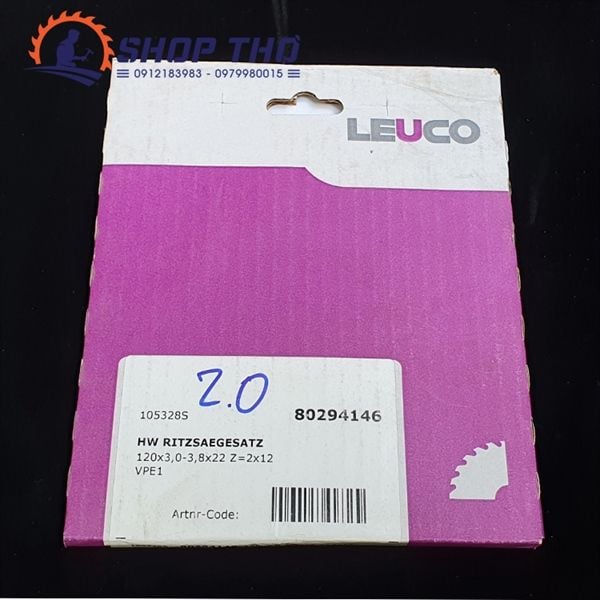 SHOP THỢ
0912183983 - 0979980015
LEUCO
2.0
105328S 80294146
HW RITZSAEGESATZ
120x3,0-3,8x22 Z=2x12
VPE1
Artnr-Code: